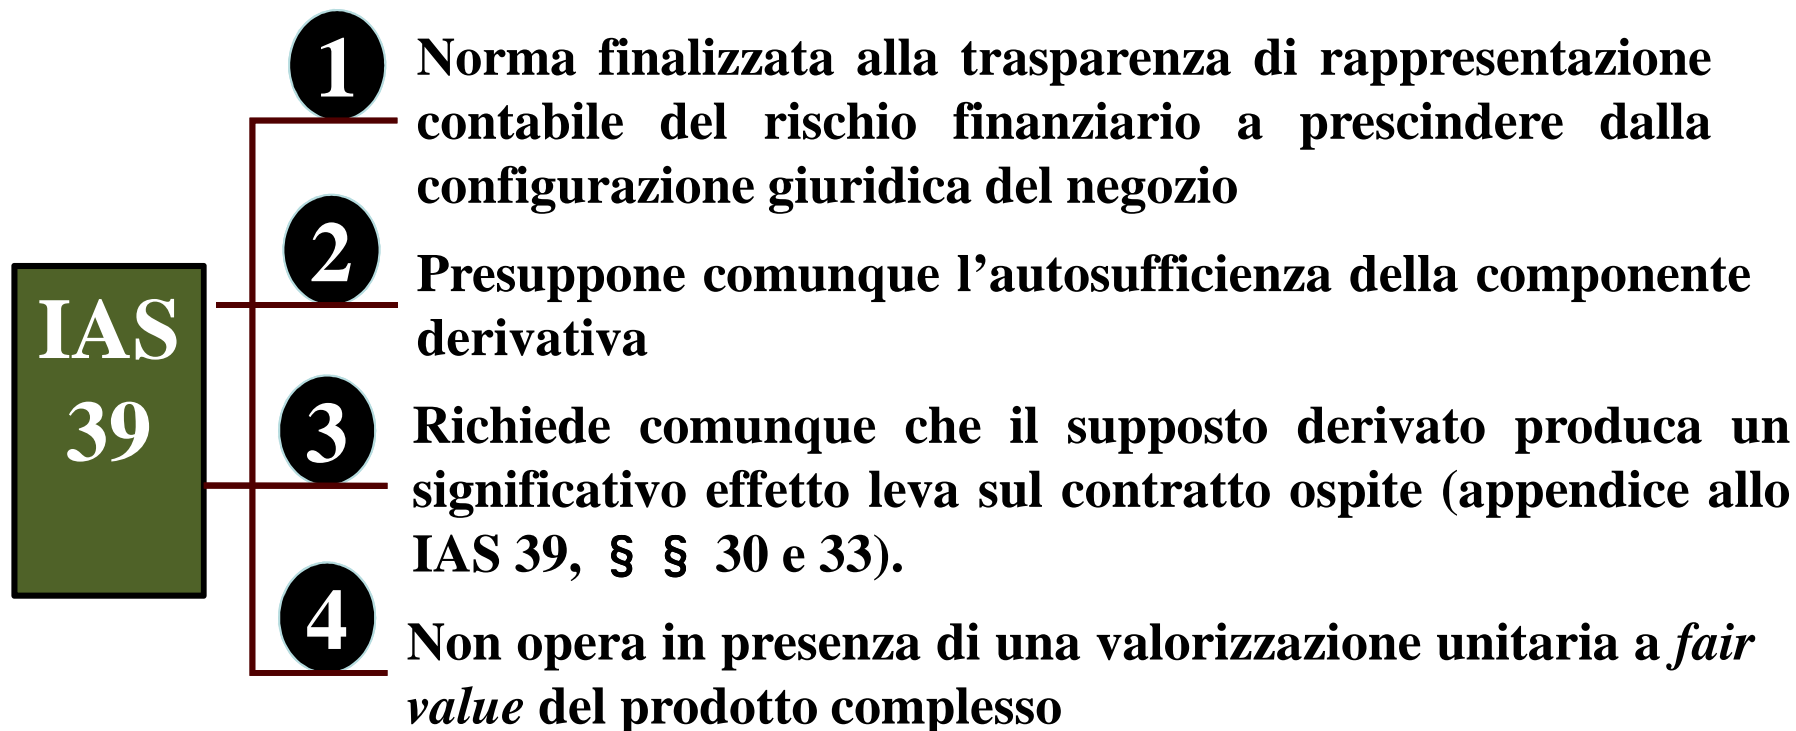 1
Norma finalizzata alla trasparenza di rappresentazione
contabile del rischio finanziario a prescindere dalla
configurazione giuridica del negozio
2
Presuppone comunque l’autosufficienza della componente
derivativa
IAS
39
3
Richiede comunque che il supposto derivato produca un
significativo effetto leva sul contratto ospite (appendice allo
IAS 39, § § 30 e 33).
4
Non opera in presenza di una valorizzazione unitaria a fair
value del prodotto complesso